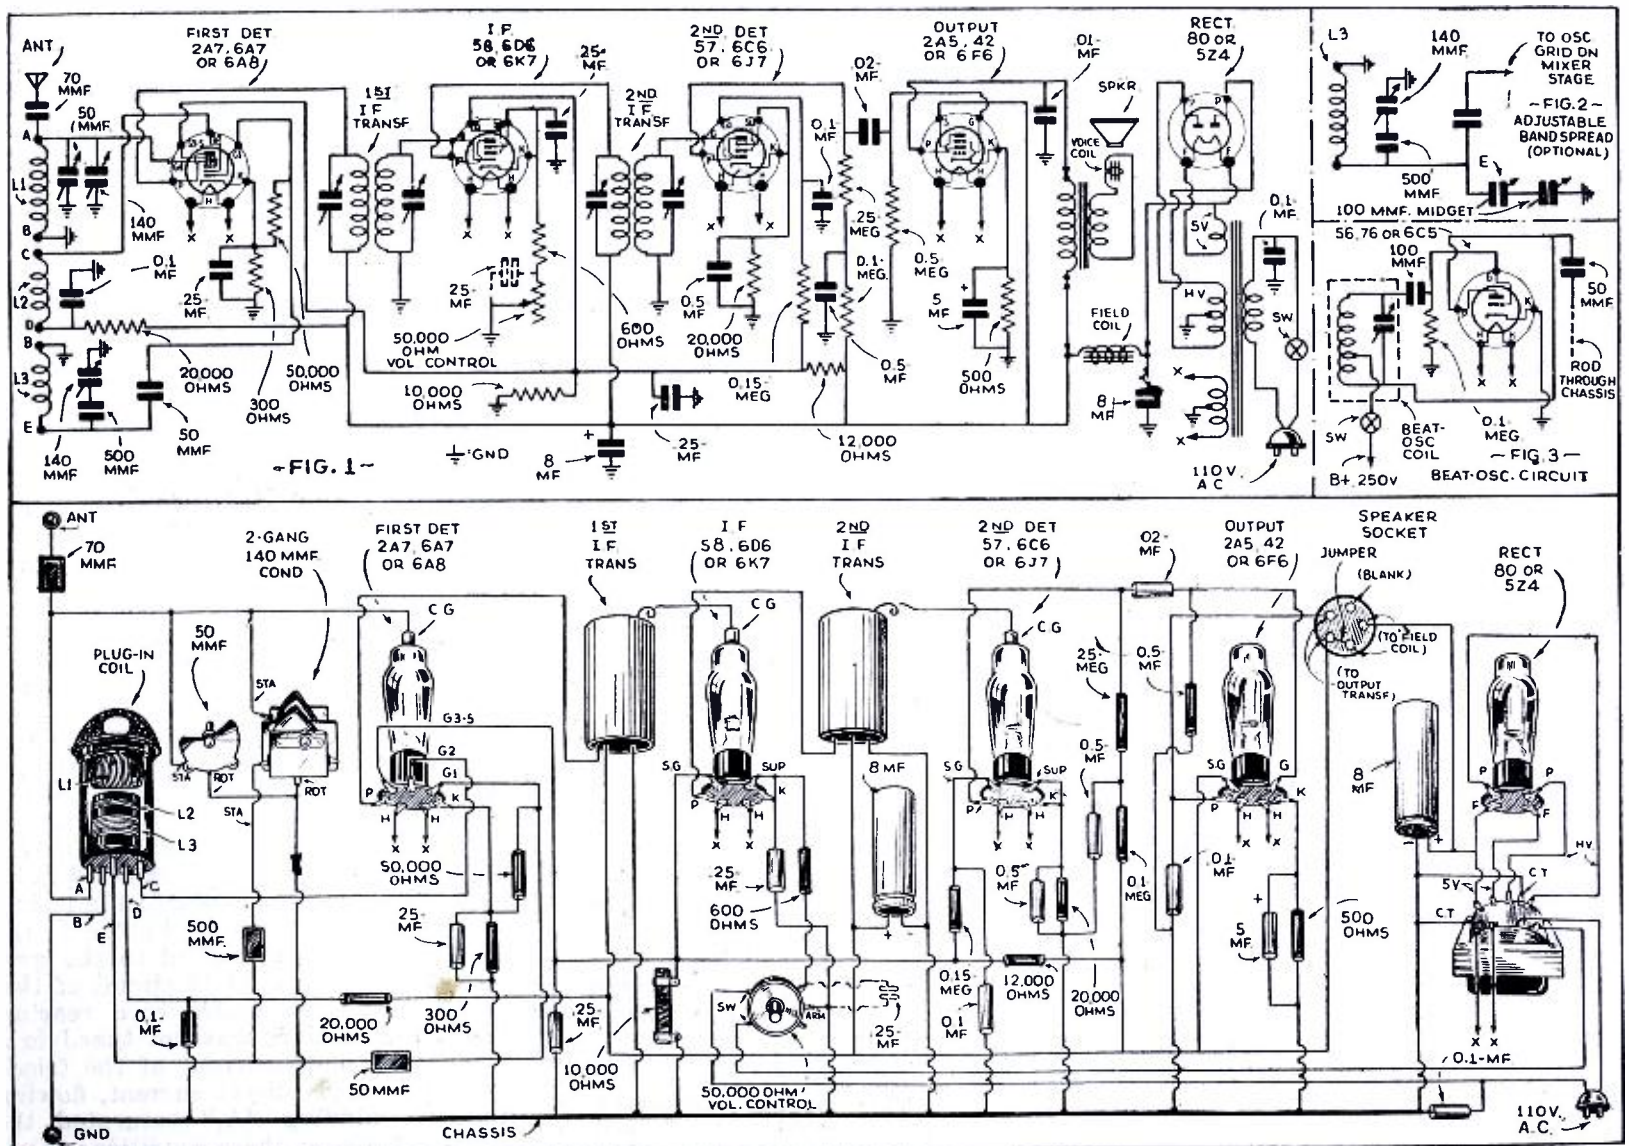 ANT
70
MMF
50
MMF
FIRST DET
2A7, 6A7
OR 6A8
1ST
I F
TRANSF
I.F.
58, 6D6
OR 6K7
.25-
MF
2ND
I F
TRANSF
2ND DET
57, 6C6
OR 6J7
.02-
MF
OUTPUT
2A5, 42
OR 6F6
.01-
MF
SPKR
VOICE
COIL
RECT
80 OR
5Z4
A
L1
B
C
L2
D
B
L3
E
140
MMF
0.1
MF
.25-
MF
20,000
OHMS
300
OHMS
50,000
OHMS
140
MMF
500
MMF
50
MMF
- FIG. 1 -
.25-
MF
50,000
OHM
VOL CONTROL
600
OHMS
10,000
OHMS
GND
8
MF
.25-
MF
0.5
MF
20,000
OHMS
0.15
MEG
12,000
OHMS
0.1
MF
.25
MEG
0.1-
MEG.
0.5-
MF
0.5
MEG
5
MF
500
OHMS
FIELD
COIL
8
MF
5V
HV
0.1-
MF.
SW
110 V.
A C
X
X
L3
140
MMF.
TO OSC
GRID ON
MIXER
STAGE
- FIG. 2 -
ADJUSTABLE
BANDSPREAD
(OPTIONAL)
500
MMF
E
100 MMF. MIDGET
56, 76 OR 6C5
100
MMF
50
MMF
ROD
THROUGH
CHASSIS
SW
BEAT-
OSC
COIL
0.1-
MEG.
B+, 250V
- FIG. 3 -
BEAT-OSC. CIRCUIT
ANT
70
MMF
2-GANG
140 MMF
COND
FIRST DET
2A7, 6A7
OR 6A8
1ST
I.F.
TRANS
I.F
58, 6D6
OR 6K7
2ND
I F
TRANS
2ND DET
57, 6C6
OR 6J7
.02-
MF
OUTPUT
2A5, 42
OR 6F6
SPEAKER
SOCKET
JUMPER
(BLANK)
(TO FIELD
COIL)
(TO
OUTPUT
TRANSF)
RECT
80 OR
5Z4
PLUG-IN
COIL
50
MMF
STA
STA
ROT
STA
ROT
C G
C G
C G
L1
L2
L3
A
B
C
D
E
G3-5
G2
G1
P
K
H
H
X
X
S.G
SUP
P
K
H
H
X
X
8 MF
+
S G
SUP
P
K
H
H
X
X
.25-
MEG
0.5-
MF
0.5-
MF
0.1
MEG
S.G
G
P
K
H
H
X
X
8
MF
P
P
F
F
HV
5V
C T
C.T
X X
50,000
OHMS
.25-
MF
500
MMF.
300
OHMS
0.1-
MF
20,000
OHMS
50 MMF
.25-
MF
600
OHMS
.25-
MF.
10,000
OHMS
SW
ARM
.25-
MF
50,000 OHM
VOL. CONTROL
0.5-
MF
0.15-
MEG
0.1
MF
12,000
OHMS
20,000
OHMS
.01-
MF
+
5
MF
500
OHMS
0.1-MF
110 V.
A.C.
GND
CHASSIS